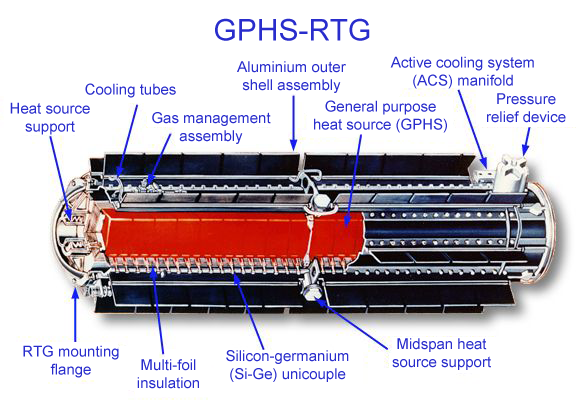 GPHS-RTG
Aluminium outer
shell assembly
Active cooling system
(ACS) manifold
Cooling tubes
Pressure
relief device
Heat source
support
Gas management
assembly
General purpose
heat source (GPHS)
RTG mounting
flange
Multi-foil
insulation
Silicon-germanium
(Si-Ge) unicouple
Midspan heat
source support